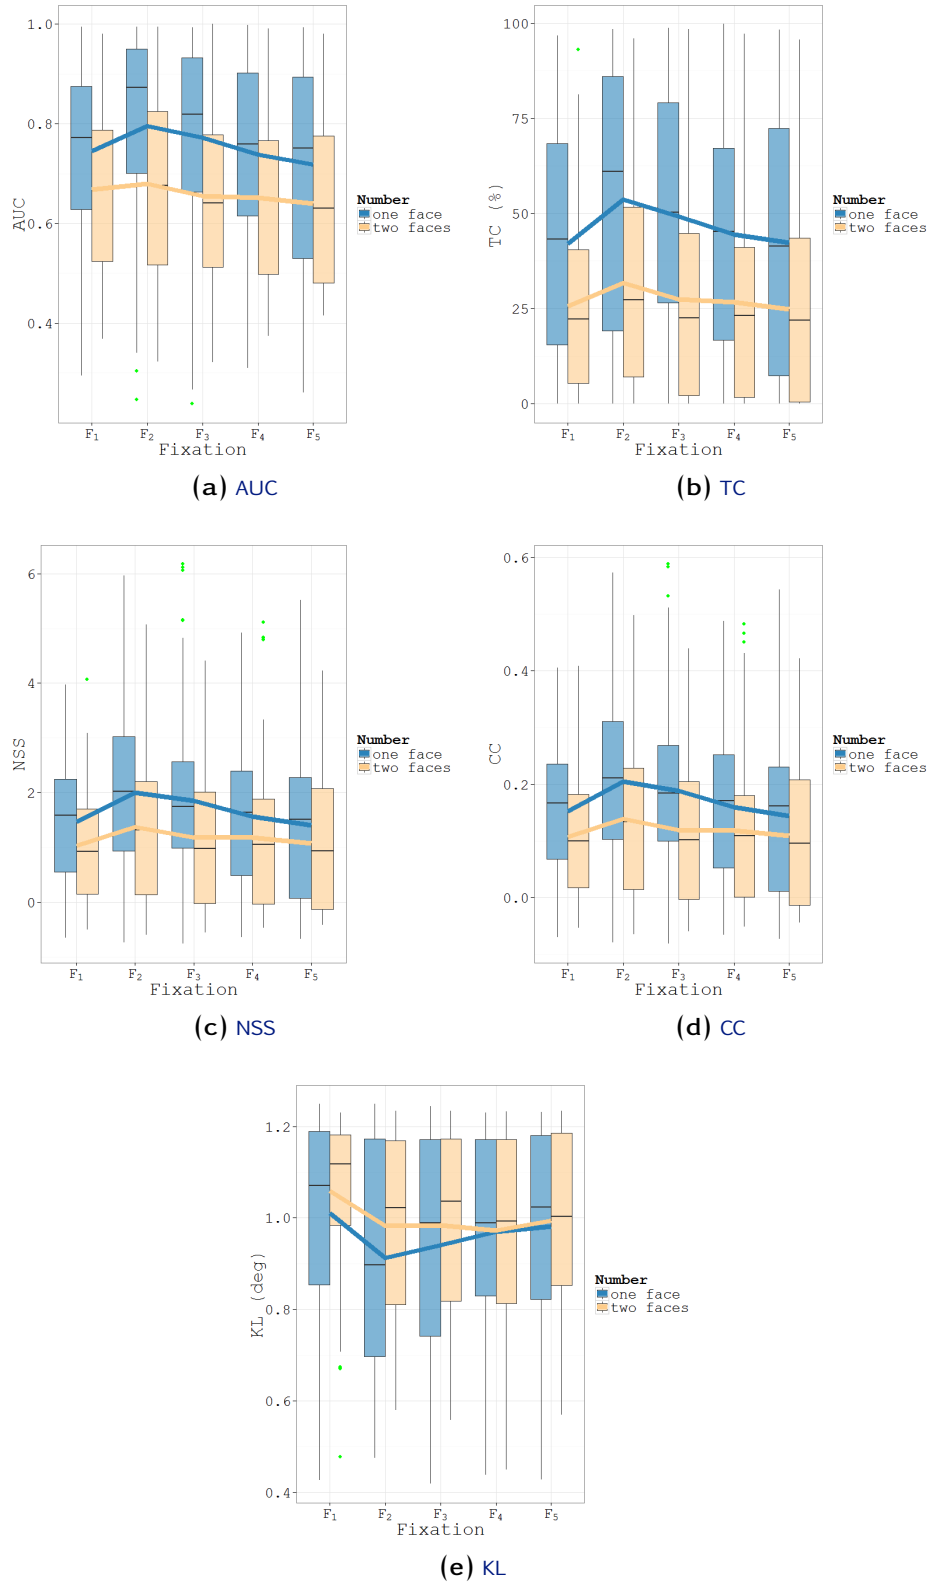 1.0
0.8
0.6
0.4
AUC
F1 F2 F3 F4 F5
Fixation
Number
one face
two faces
(a) AUC
100
75
50
25
0
TC (%)
F1 F2 F3 F4 F5
Fixation
Number
one face
two faces
(b) TC
6
4
2
0
NSS
F1 F2 F3 F4 F5
Fixation
Number
one face
two faces
(c) NSS
0.6
0.4
0.2
0.0
CC
F1 F2 F3 F4 F5
Fixation
Number
one face
two faces
(d) CC
1.2
1.0
0.8
0.6
0.4
KL (deg)
F1 F2 F3 F4 F5
Fixation
Number
one face
two faces
(e) KL